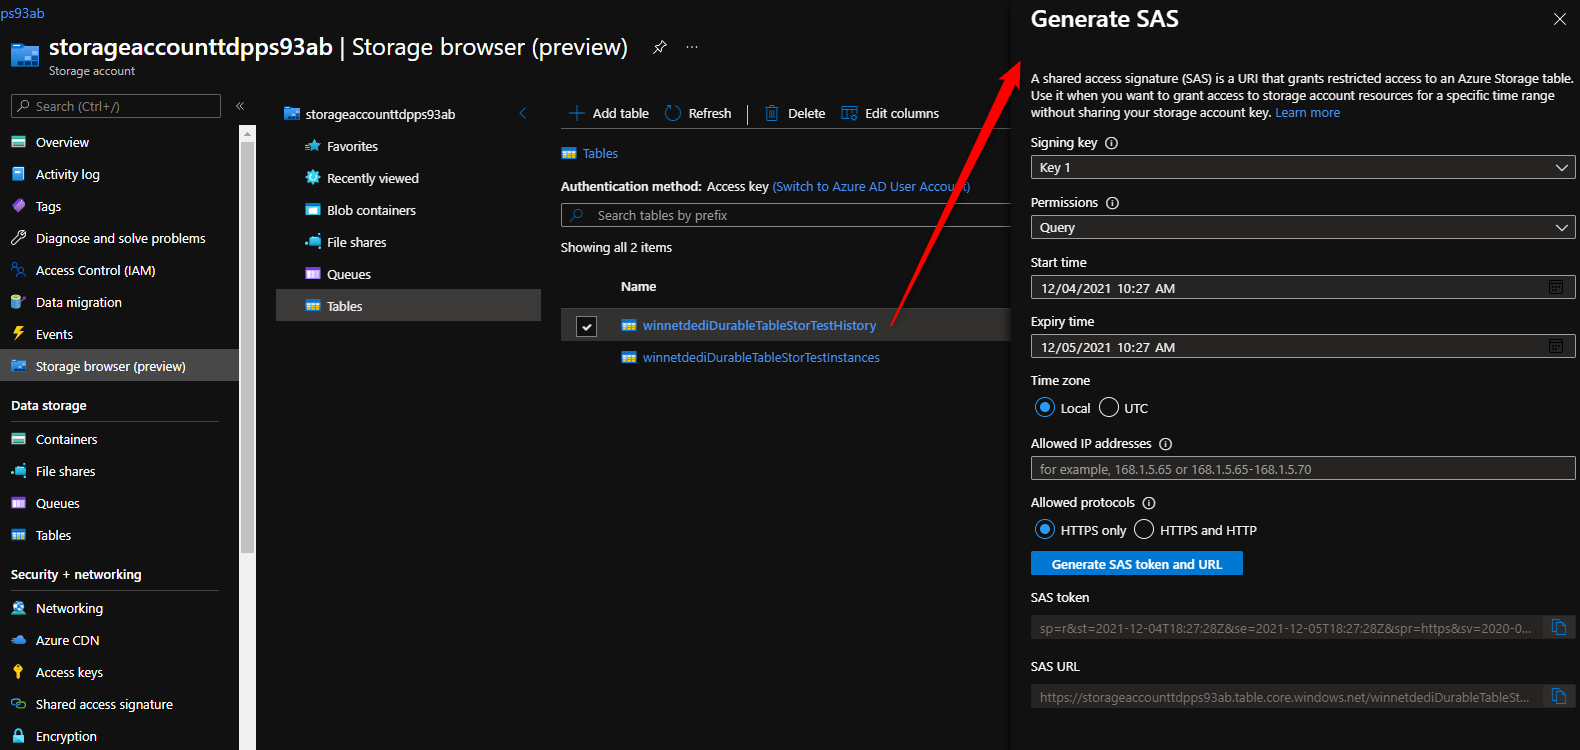 ps93ab
storageaccounttdpps93ab | Storage browser (preview)
...
Storage account
Search (Ctrl+/)
«
Overview
Activity log
Tags
Diagnose and solve problems
Access Control (IAM)
Data migration
Events
Storage browser (preview)
Data storage
Containers
File shares
Queues
Tables
Security + networking
Networking
Azure CDN
Access keys
Shared access signature
Encryption
storageaccounttdpps93ab
Favorites
Recently viewed
Blob containers
File shares
Queues
Tables
Add table Refresh | Delete Edit columns
Tables
Authentication method: Access key (Switch to Azure AD User Account)
Search tables by prefix
Showing all 2 items
Name
winnetdediDurableTableStorTestHistory
winnetdediDurableTableStorTestInstances
Generate SAS
A shared access signature (SAS) is a URI that grants restricted access to an Azure Storage table.
Use it when you want to grant access to storage account resources for a specific time range
without sharing your storage account key. Learn more
Signing key
Key 1
Permissions
Query
Start time
12/04/2021 10:27 AM
Expiry time
12/05/2021 10:27 AM
Time zone
Local UTC
Allowed IP addresses
for example, 168.1.5.65 or 168.1.5.65-168.1.5.70
Allowed protocols
HTTPS only HTTPS and HTTP
Generate SAS token and URL
SAS token
sp=r&st=2021-12-04T18:27:28Z&se=2021-12-05T18:27:28Z&spr=https&sv=2020-0...
SAS URL
https://storageaccounttdpps93ab.table.core.windows.net/winnetdediDurableTableSt...